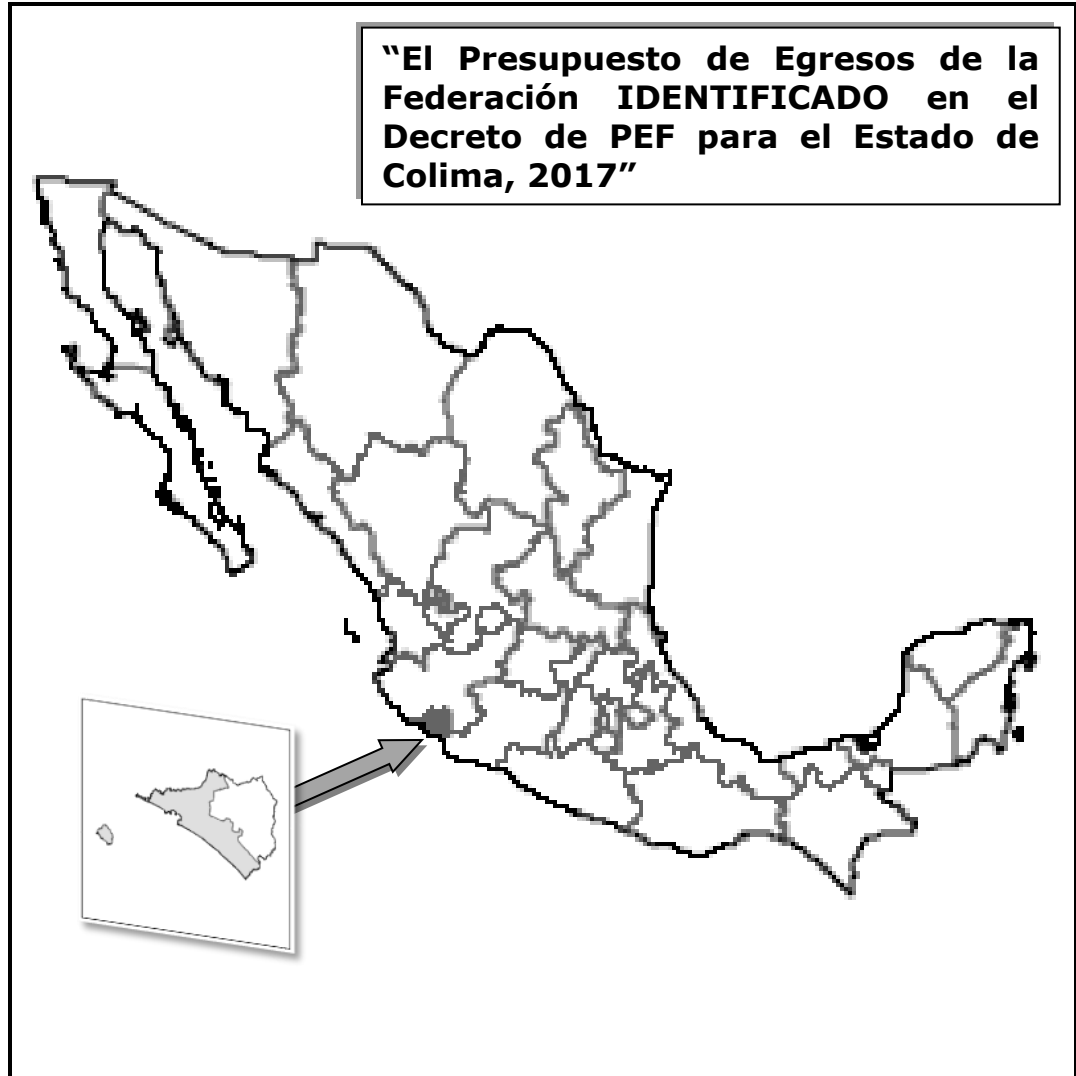 “El Presupuesto de Egresos de la
Federación IDENTIFICADO en el
Decreto de PEF para el Estado de
Colima, 2017”